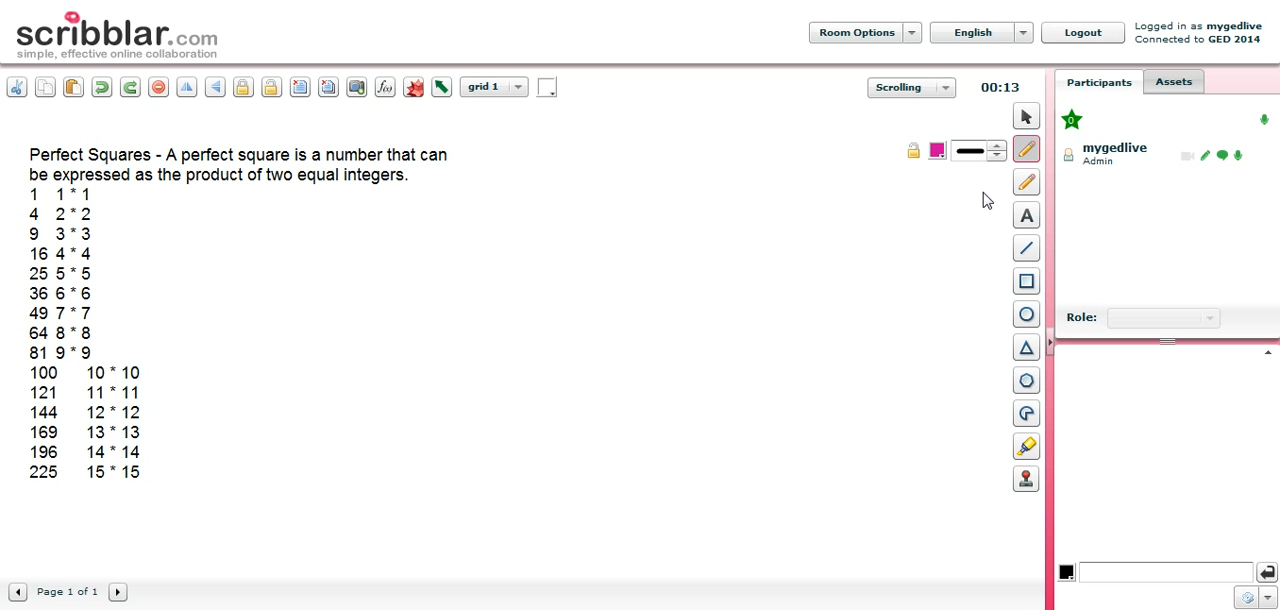 scribblar.com
simple, effective online collaboration
Room Options
English
Logout
Logged in as mygedlive
Connected to GED 2014
f(x)
grid 1
Scrolling
00:13
Participants
Assets
0
mygedlive
Admin
Perfect Squares - A perfect square is a number that can
be expressed as the product of two equal integers.
1 1 * 1
4 2 * 2
9 3 * 3
16 4 * 4
25 5 * 5
36 6 * 6
49 7 * 7
64 8 * 8
81 9 * 9
100 10 * 10
121 11 * 11
144 12 * 12
169 13 * 13
196 14 * 14
225 15 * 15
A
Role:
Page 1 of 1